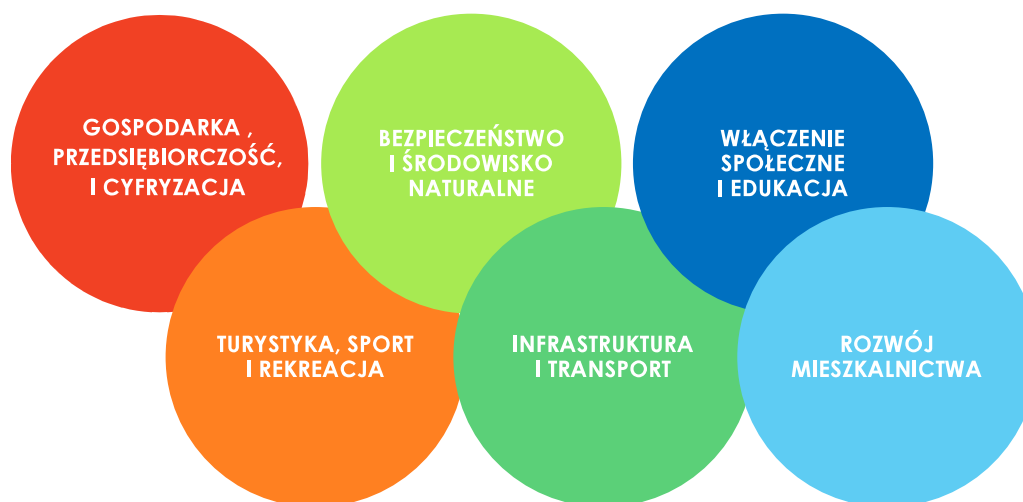 GOSPODARKA ,
PRZEDSIĘBIORCZOŚĆ,
I CYFRYZACJA
BEZPIECZEŃSTWO
I ŚRODOWISKO
NATURALNE
WŁĄCZENIE
SPOŁECZNE
I EDUKACJA
TURYSTYKA, SPORT
I REKREACJA
INFRASTRUKTURA
I TRANSPORT
ROZWÓJ
MIESZKALNICTWA